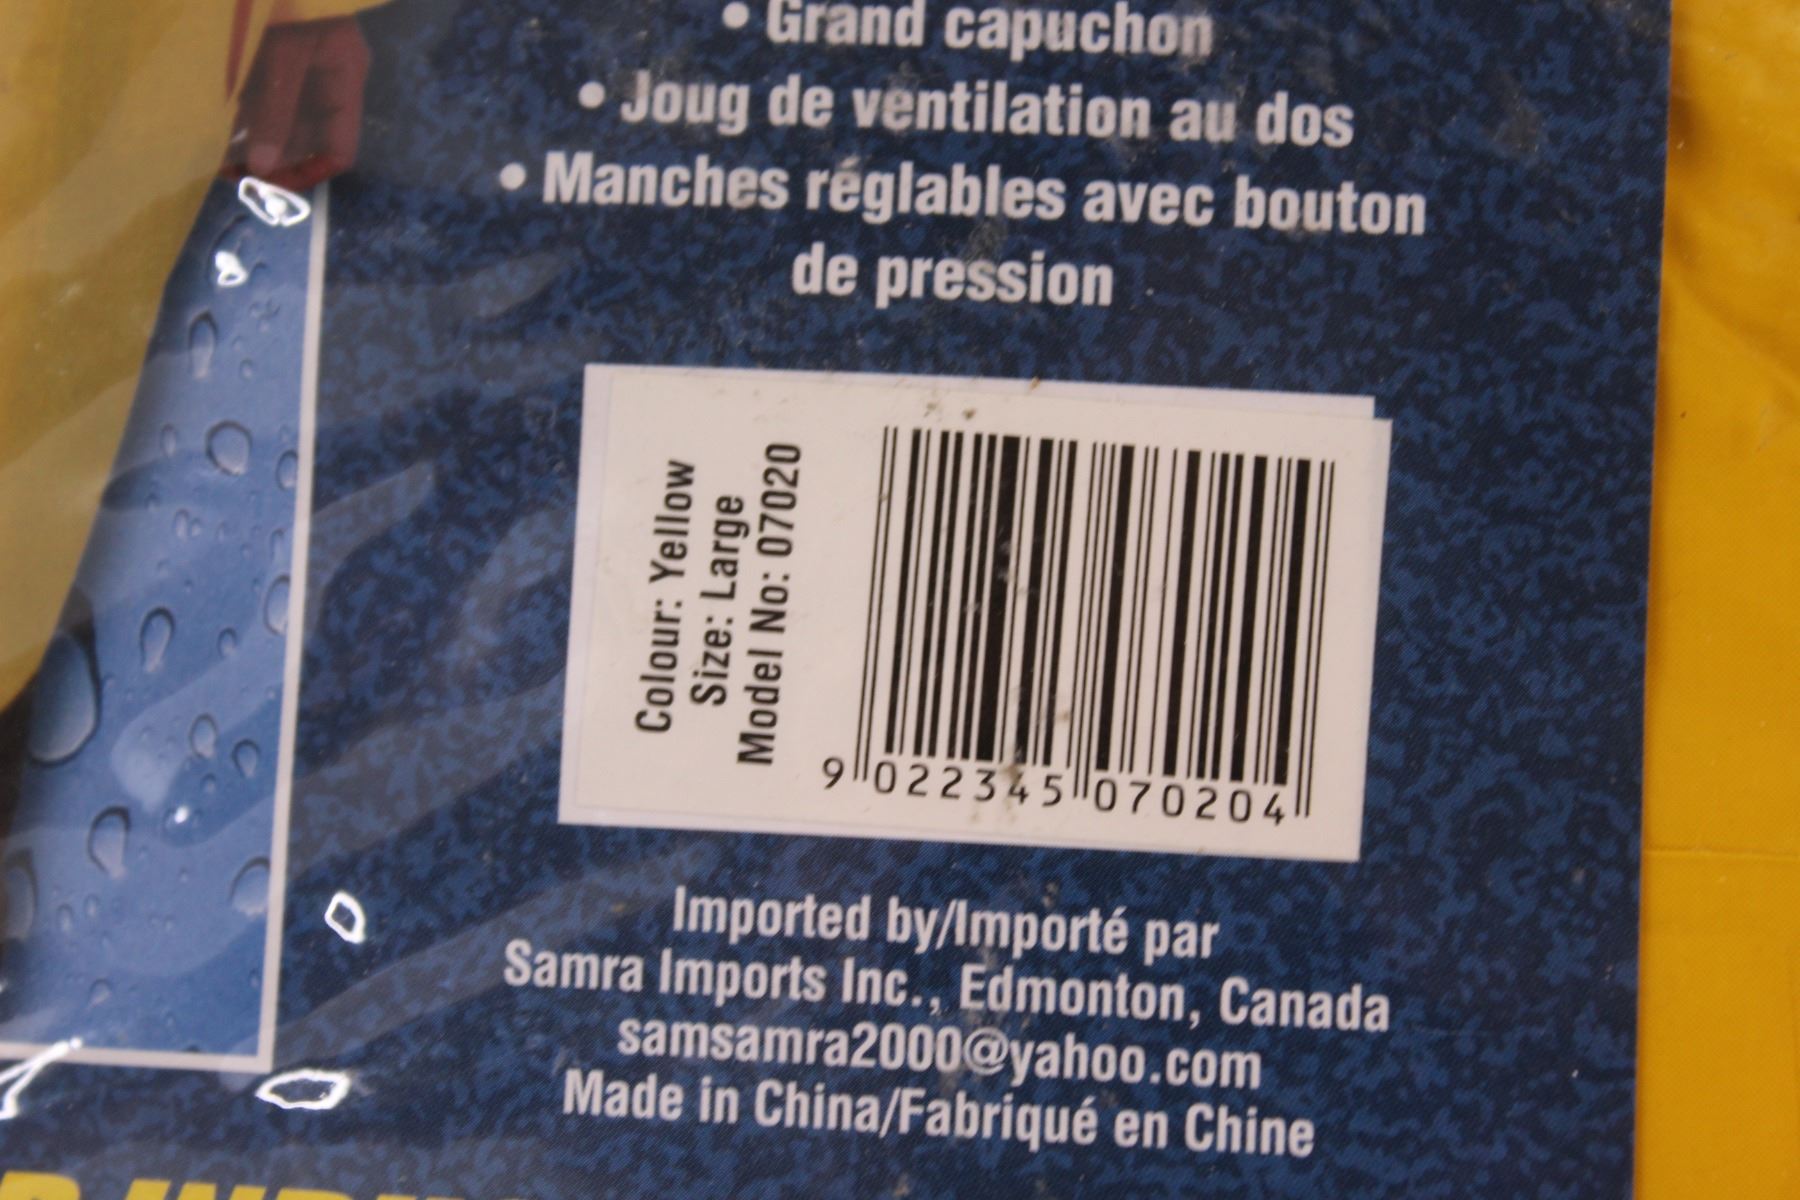 • Grand capuchon
• Joug de ventilation au dos
• Manches réglables avec bouton
de pression
Colour: Yellow
Size: Large
Model No: 07020
9 022345 070204
Imported by/Importé par
Samra Imports Inc., Edmonton, Canada
samsamra2000@yahoo.com
Made in China/Fabriqué en Chine